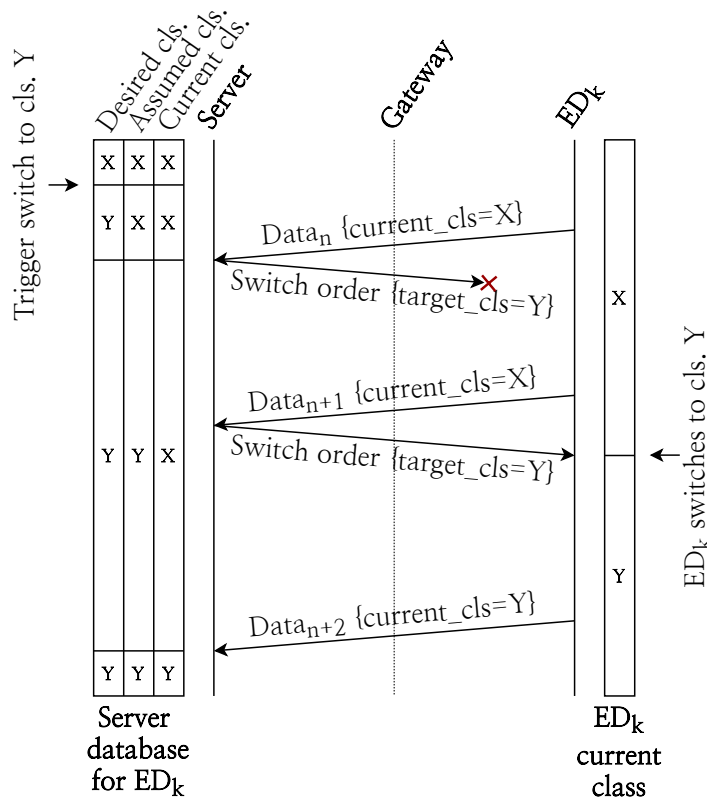 Trigger switch to cls. Y
Desired cls.
Assumed cls.
Current cls.
Server
Gateway
EDk
X X X
Y X X
Datan {current_cls=X}
Switch order {target_cls=Y}
X
Datan+1 {current_cls=X}
Y Y X
Switch order {target_cls=Y}
EDk switches to cls. Y
Y
Datan+2 {current_cls=Y}
Y Y Y
Server
database
for EDk
EDk
current
class